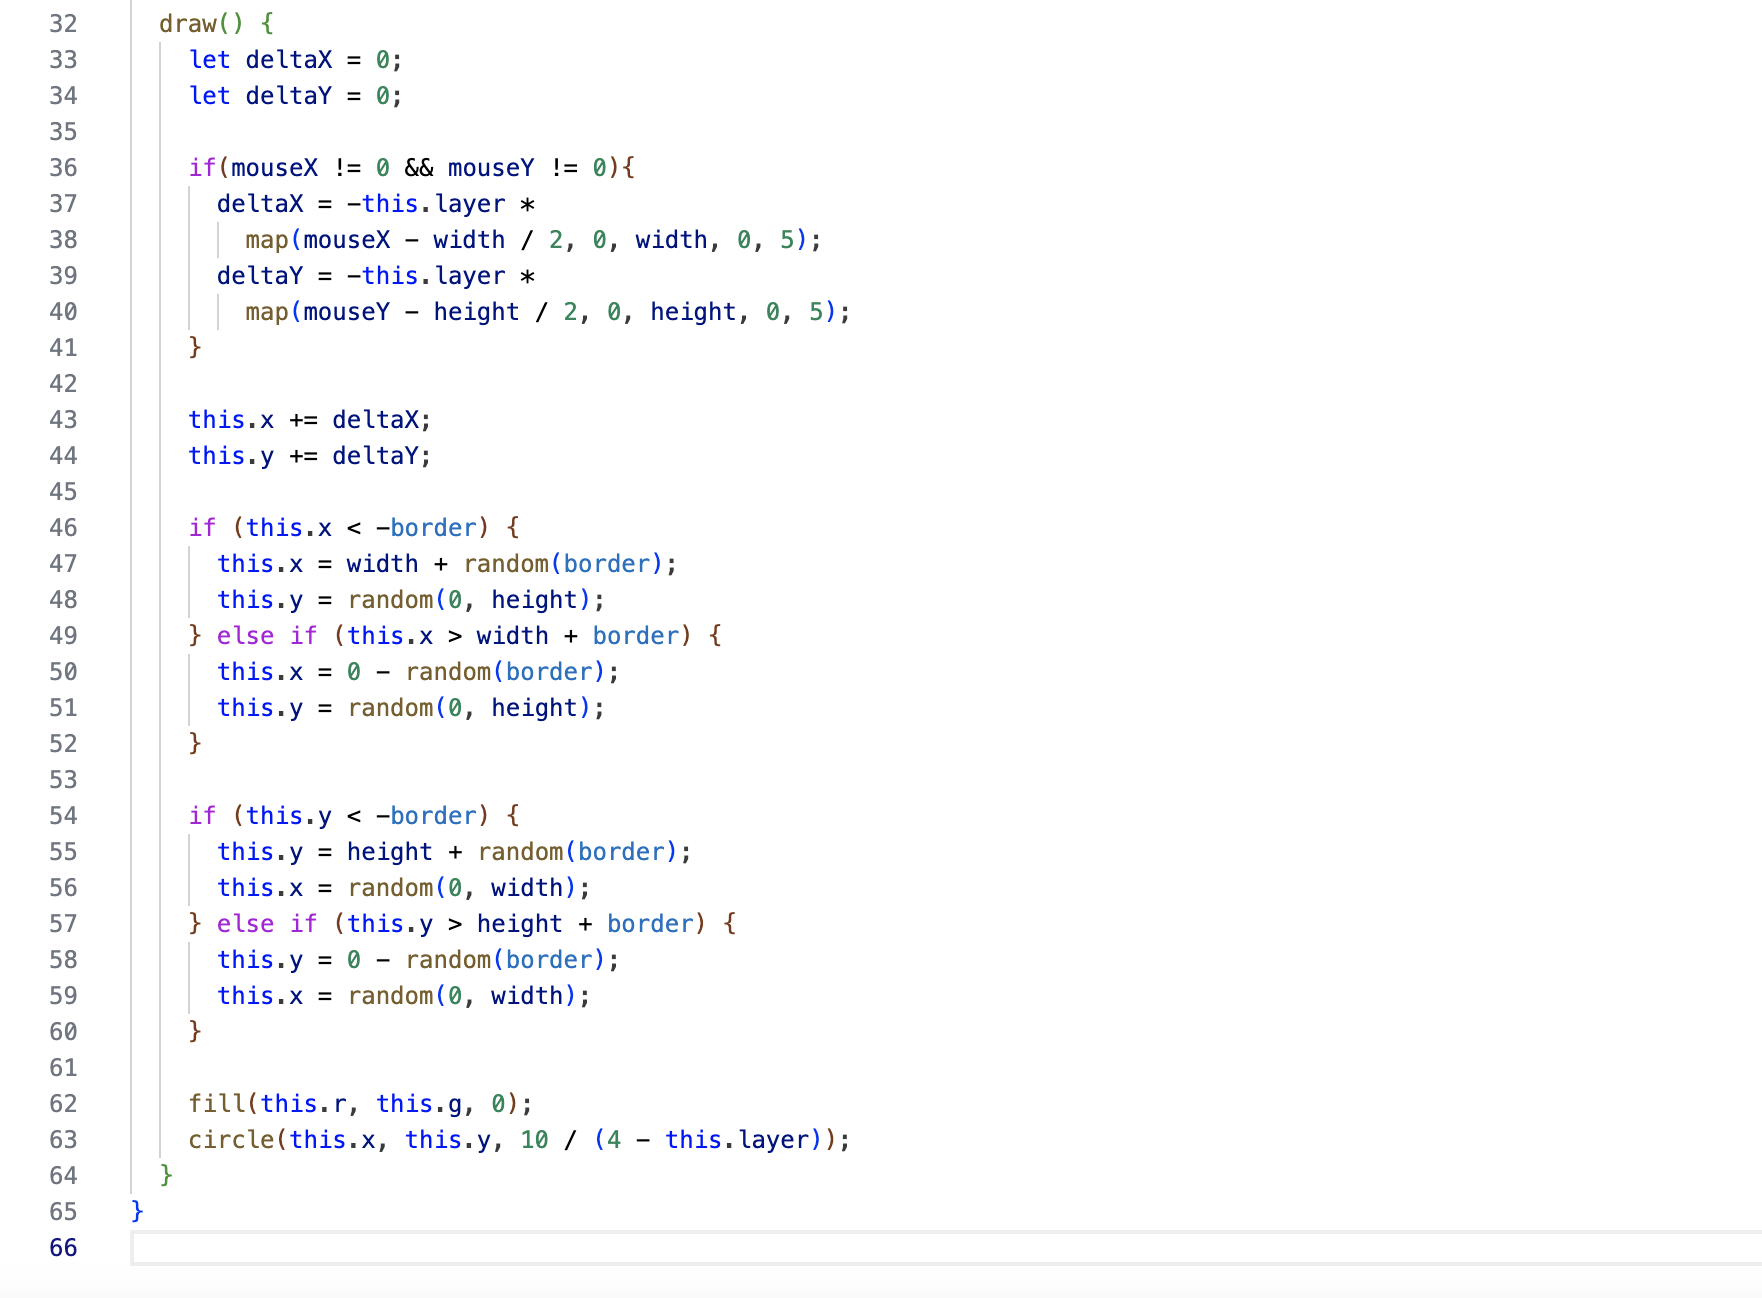 32 draw() {
33 let deltaX = 0;
34 let deltaY = 0;
35
36 if(mouseX != 0 && mouseY != 0){
37 deltaX = -this.layer *
38 map(mouseX - width / 2, 0, width, 0, 5);
39 deltaY = -this.layer *
40 map(mouseY - height / 2, 0, height, 0, 5);
41 }
42
43 this.x += deltaX;
44 this.y += deltaY;
45
46 if (this.x < -border) {
47 this.x = width + random(border);
48 this.y = random(0, height);
49 } else if (this.x > width + border) {
50 this.x = 0 - random(border);
51 this.y = random(0, height);
52 }
53
54 if (this.y < -border) {
55 this.y = height + random(border);
56 this.x = random(0, width);
57 } else if (this.y > height + border) {
58 this.y = 0 - random(border);
59 this.x = random(0, width);
60 }
61
62 fill(this.r, this.g, 0);
63 circle(this.x, this.y, 10 / (4 - this.layer));
64 }
65 }
66